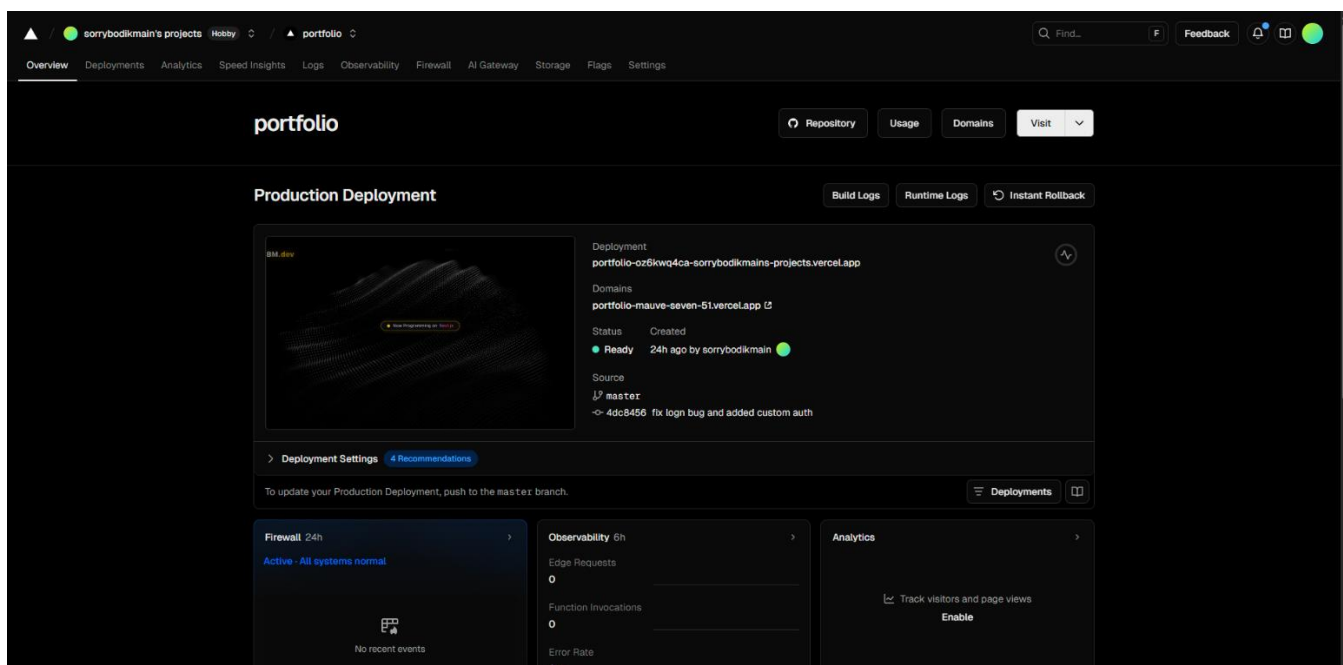 sorrybodikmain's projects Hobby / portfolio
Find... F Feedback
Overview Deployments Analytics Speed Insights Logs Observability Firewall AI Gateway Storage Flags Settings
portfolio
Repository Usage Domains Visit
Production Deployment
Build Logs Runtime Logs Instant Rollback
BM.dev
Now Programming on
Deployment
portfolio-oz6kwq4ca-sorrybodikmains-projects.vercel.app
Domains
portfolio-mauve-seven-51.vercel.app
Status Created
Ready 24h ago by sorrybodikmain
Source
master
4dc8456 fix logn bug and added custom auth
Deployment Settings 4 Recommendations
To update your Production Deployment, push to the master branch.
Deployments
Firewall 24h
Active - All systems normal
No recent events
Observability 6h
Edge Requests
0
Function Invocations
0
Error Rate
Analytics
Track visitors and page views
Enable